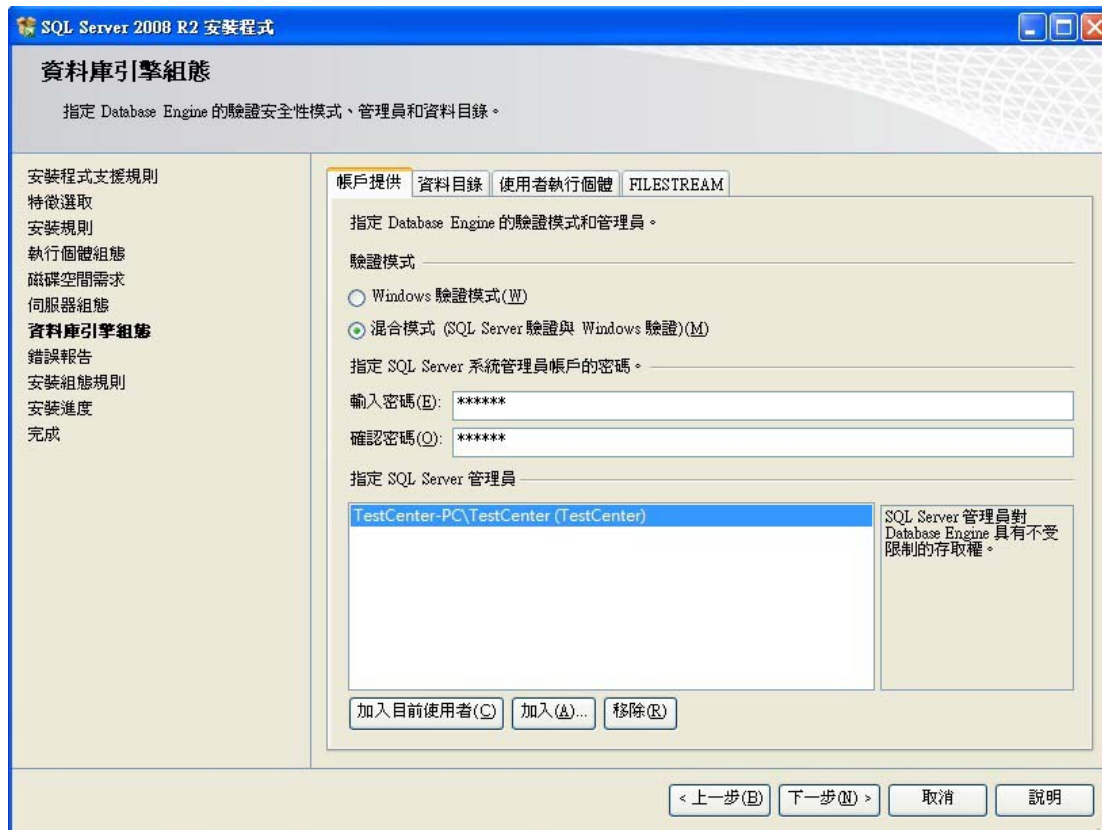 SQL Server 2008 R2 安裝程式
資料庫引擎組態
指定 Database Engine 的驗證安全性模式、管理員和資料目錄。
安裝程式支援規則
特徵選取
安裝規則
執行個體組態
磁碟空間需求
伺服器組態
資料庫引擎組態
錯誤報告
安裝組態規則
安裝進度
完成
帳戶提供 資料目錄 使用者執行個體 FILESTREAM
指定 Database Engine 的驗證模式和管理員。
驗證模式
Windows 驗證模式(W)
混合模式 (SQL Server 驗證與 Windows 驗證)(M)
指定 SQL Server 系統管理員帳戶的密碼。
輸入密碼(E): ******
確認密碼(O): ******
指定 SQL Server 管理員
TestCenter-PC\TestCenter (TestCenter)
SQL Server 管理員對
Database Engine 具有不受
限制的存取權。
加入目前使用者(C) 加入(A)... 移除(R)
< 上一步(B) 下一步(N) > 取消 說明